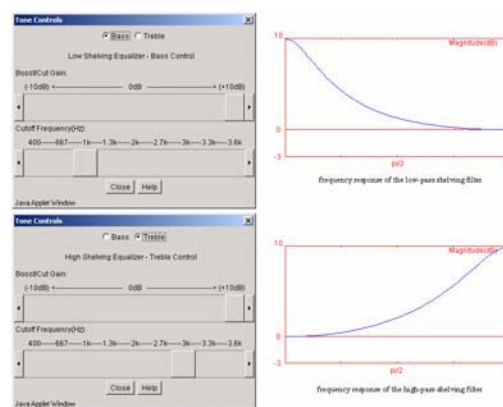 Tone Controls
Bass Treble
Low Shelving Equalizer - Bass Control
Boost/Cut Gain:
(-10dB) <---------------- 0dB ----------------> (+10dB)
Cutoff Frequency(Hz):
400-----667-----1k-----1.3k-----2k-----2.7k-----3k-----3.3k-----3.6k
Close Help
Java Applet Window
10
Magnitude(dB)
0
-3
pi/2
frequency response of the low-pass shelving filter
Tone Controls
Bass Treble
High Shelving Equalizer - Treble Control
Boost/Cut Gain:
(-10dB) <---------------- 0dB ----------------> (+10dB)
Cutoff Frequency(Hz):
400-----667-----1k-----1.3k-----2k-----2.7k-----3k-----3.3k-----3.6k
Close Help
Java Applet Window
10
Magnitude(dB)
0
-3
pi/2
frequency response of the high-pass shelving filter